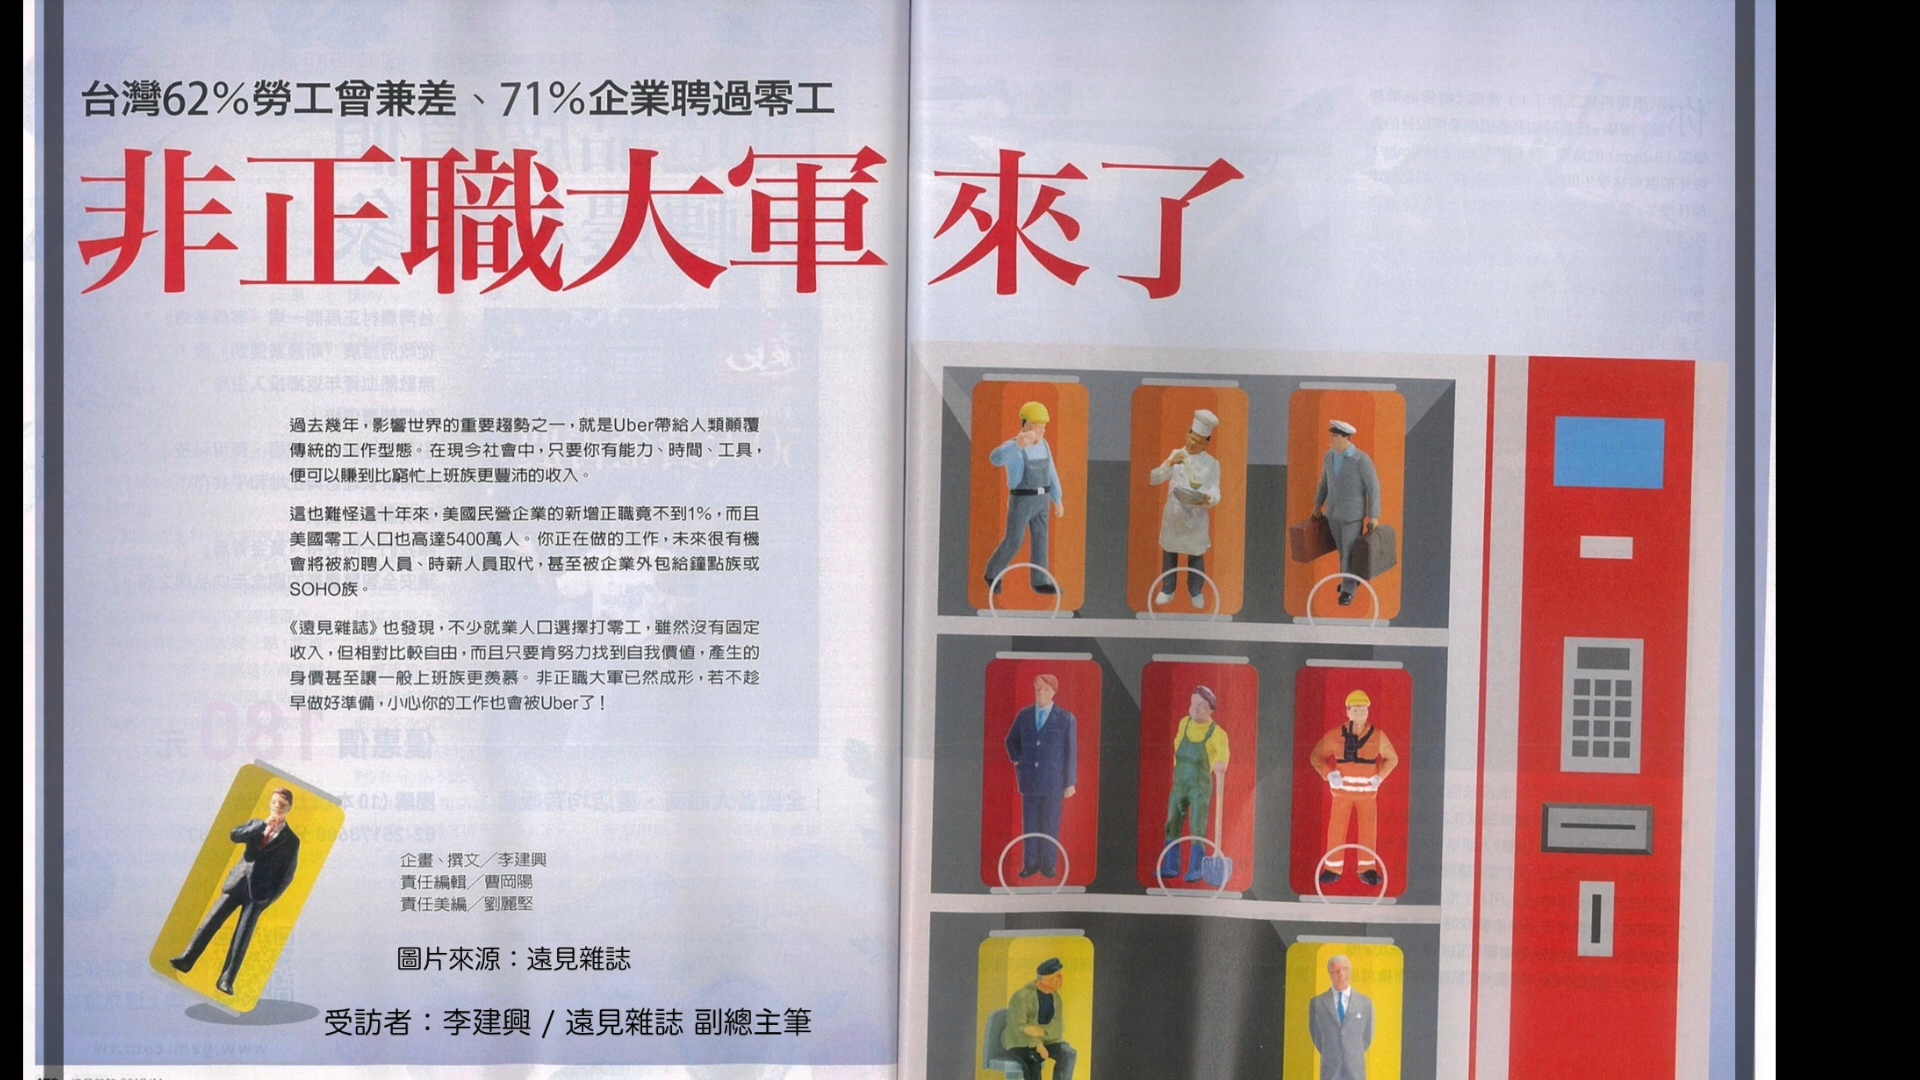 台灣62%勞工曾兼差、71%企業聘過零工
非正職大軍來了
過去幾年，影響世界的重要趨勢之一，就是Uber帶給人類顛覆
傳統的工作型態。在現今社會中，只要你有能力、時間、工具，
便可以賺到比窮忙上班族更豐沛的收入。
這也難怪這十年來，美國民營企業的新增正職竟不到1%，而且
美國零工人口也高達5400萬人。你正在做的工作，未來很有機
會將被約聘人員、時薪人員取代，甚至被企業外包給鐘點族或
SOHO族。
《遠見雜誌》也發現，不少就業人口選擇打零工，雖然沒有固定
收入，但相對比較自由，而且只要肯努力找到自我價值，產生的
身價甚至讓一般上班族更羨慕。非正職大軍已然成形，若不趁
早做好準備，小心你的工作也會被Uber了！
企畫、撰文／李建興
責任編輯／曹岡陽
責任美編／劉麗堅
圖片來源：遠見雜誌
受訪者：李建興 / 遠見雜誌 副總主筆